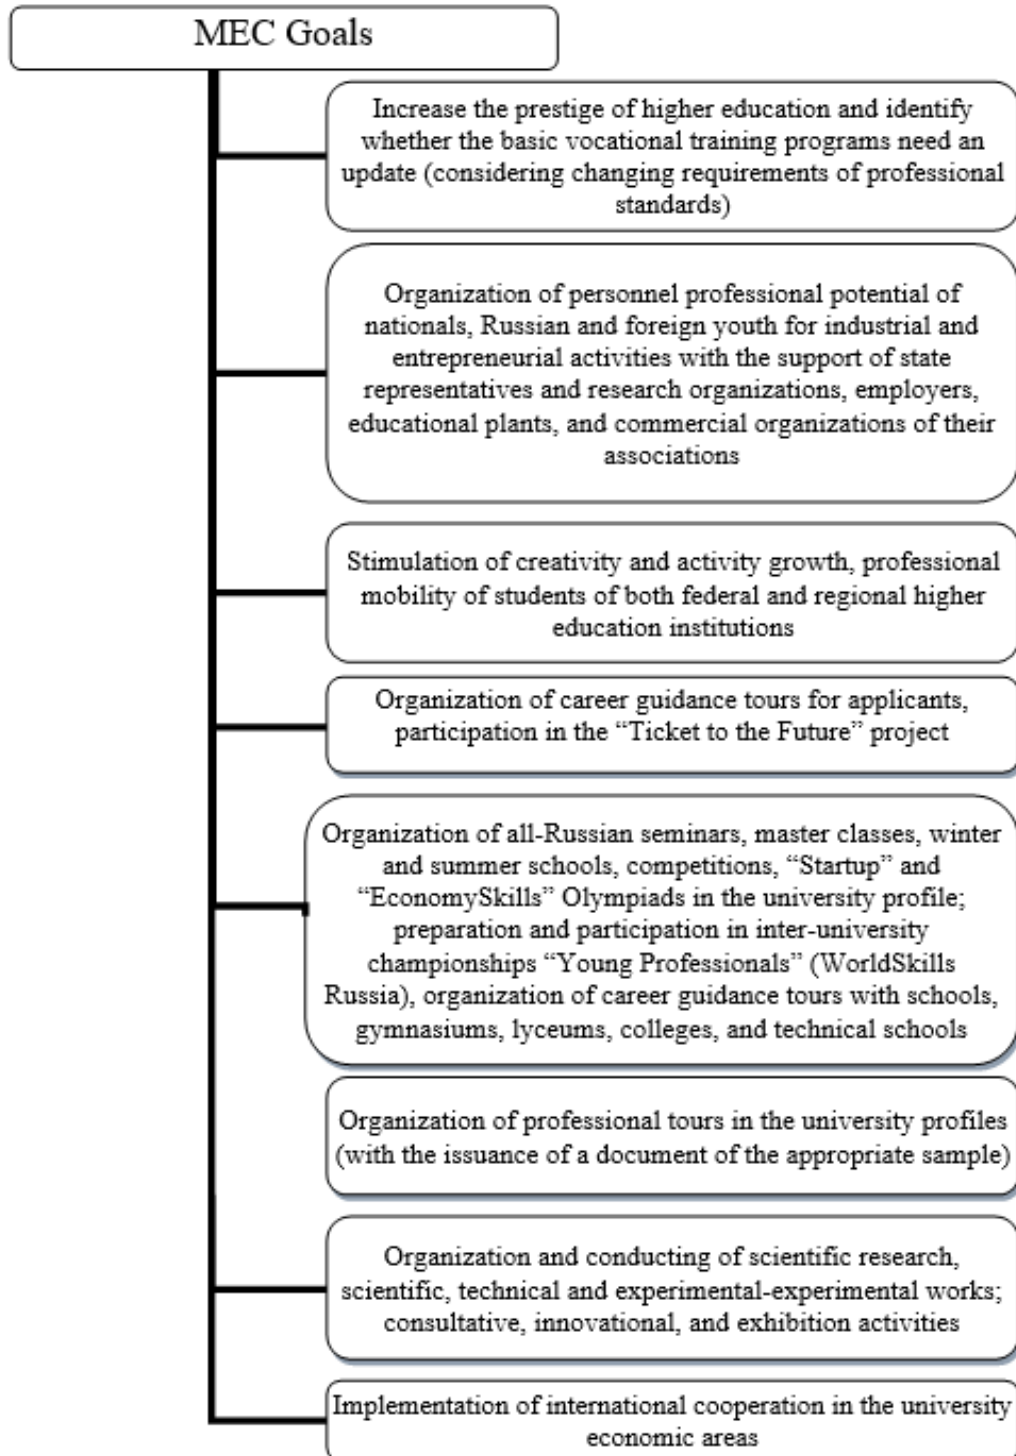 MEC Goals
Increase the prestige of higher education and identify
whether the basic vocational training programs need an
update (considering changing requirements of professional
standards)
Organization of personnel professional potential of
nationals, Russian and foreign youth for industrial and
entrepreneurial activities with the support of state
representatives and research organizations, employers,
educational plants, and commercial organizations of their
associations
Stimulation of creativity and activity growth, professional
mobility of students of both federal and regional higher
education institutions
Organization of career guidance tours for applicants,
participation in the “Ticket to the Future” project
Organization of all-Russian seminars, master classes, winter
and summer schools, competitions, “Startup” and
“EconomySkills” Olympiads in the university profile;
preparation and participation in inter-university
championships “Young Professionals” (WorldSkills
Russia), organization of career guidance tours with schools,
gymnasiums, lyceums, colleges, and technical schools
Organization of professional tours in the university profiles
(with the issuance of a document of the appropriate sample)
Organization and conducting of scientific research,
scientific, technical and experimental-experimental works;
consultative, innovational, and exhibition activities
Implementation of international cooperation in the university
economic areas